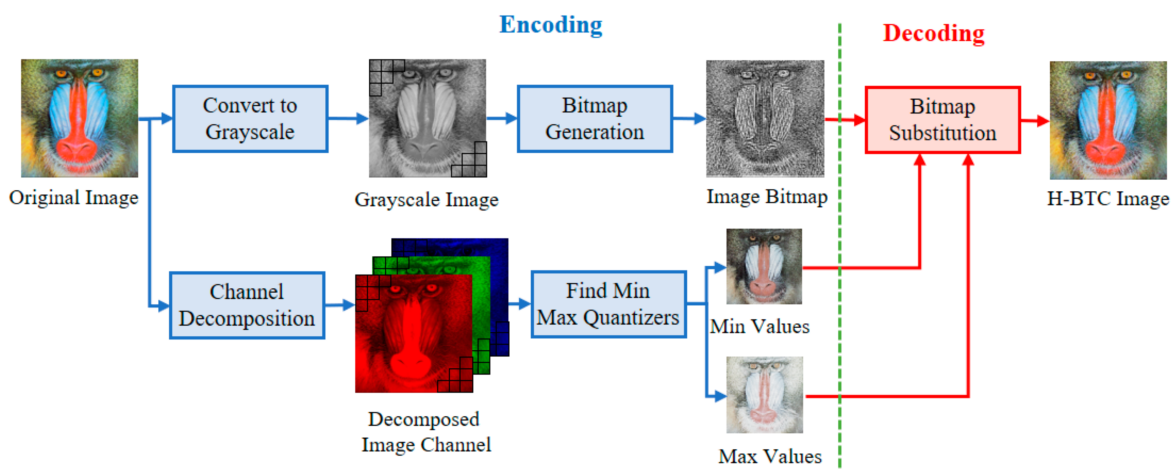 Encoding
Decoding
Convert to
Grayscale
Bitmap
Generation
Bitmap
Substitution
Original Image
Grayscale Image
Image Bitmap
H-BTC Image
Channel
Decomposition
Find Min
Max Quantizers
Min Values
Decomposed
Image Channel
Max Values